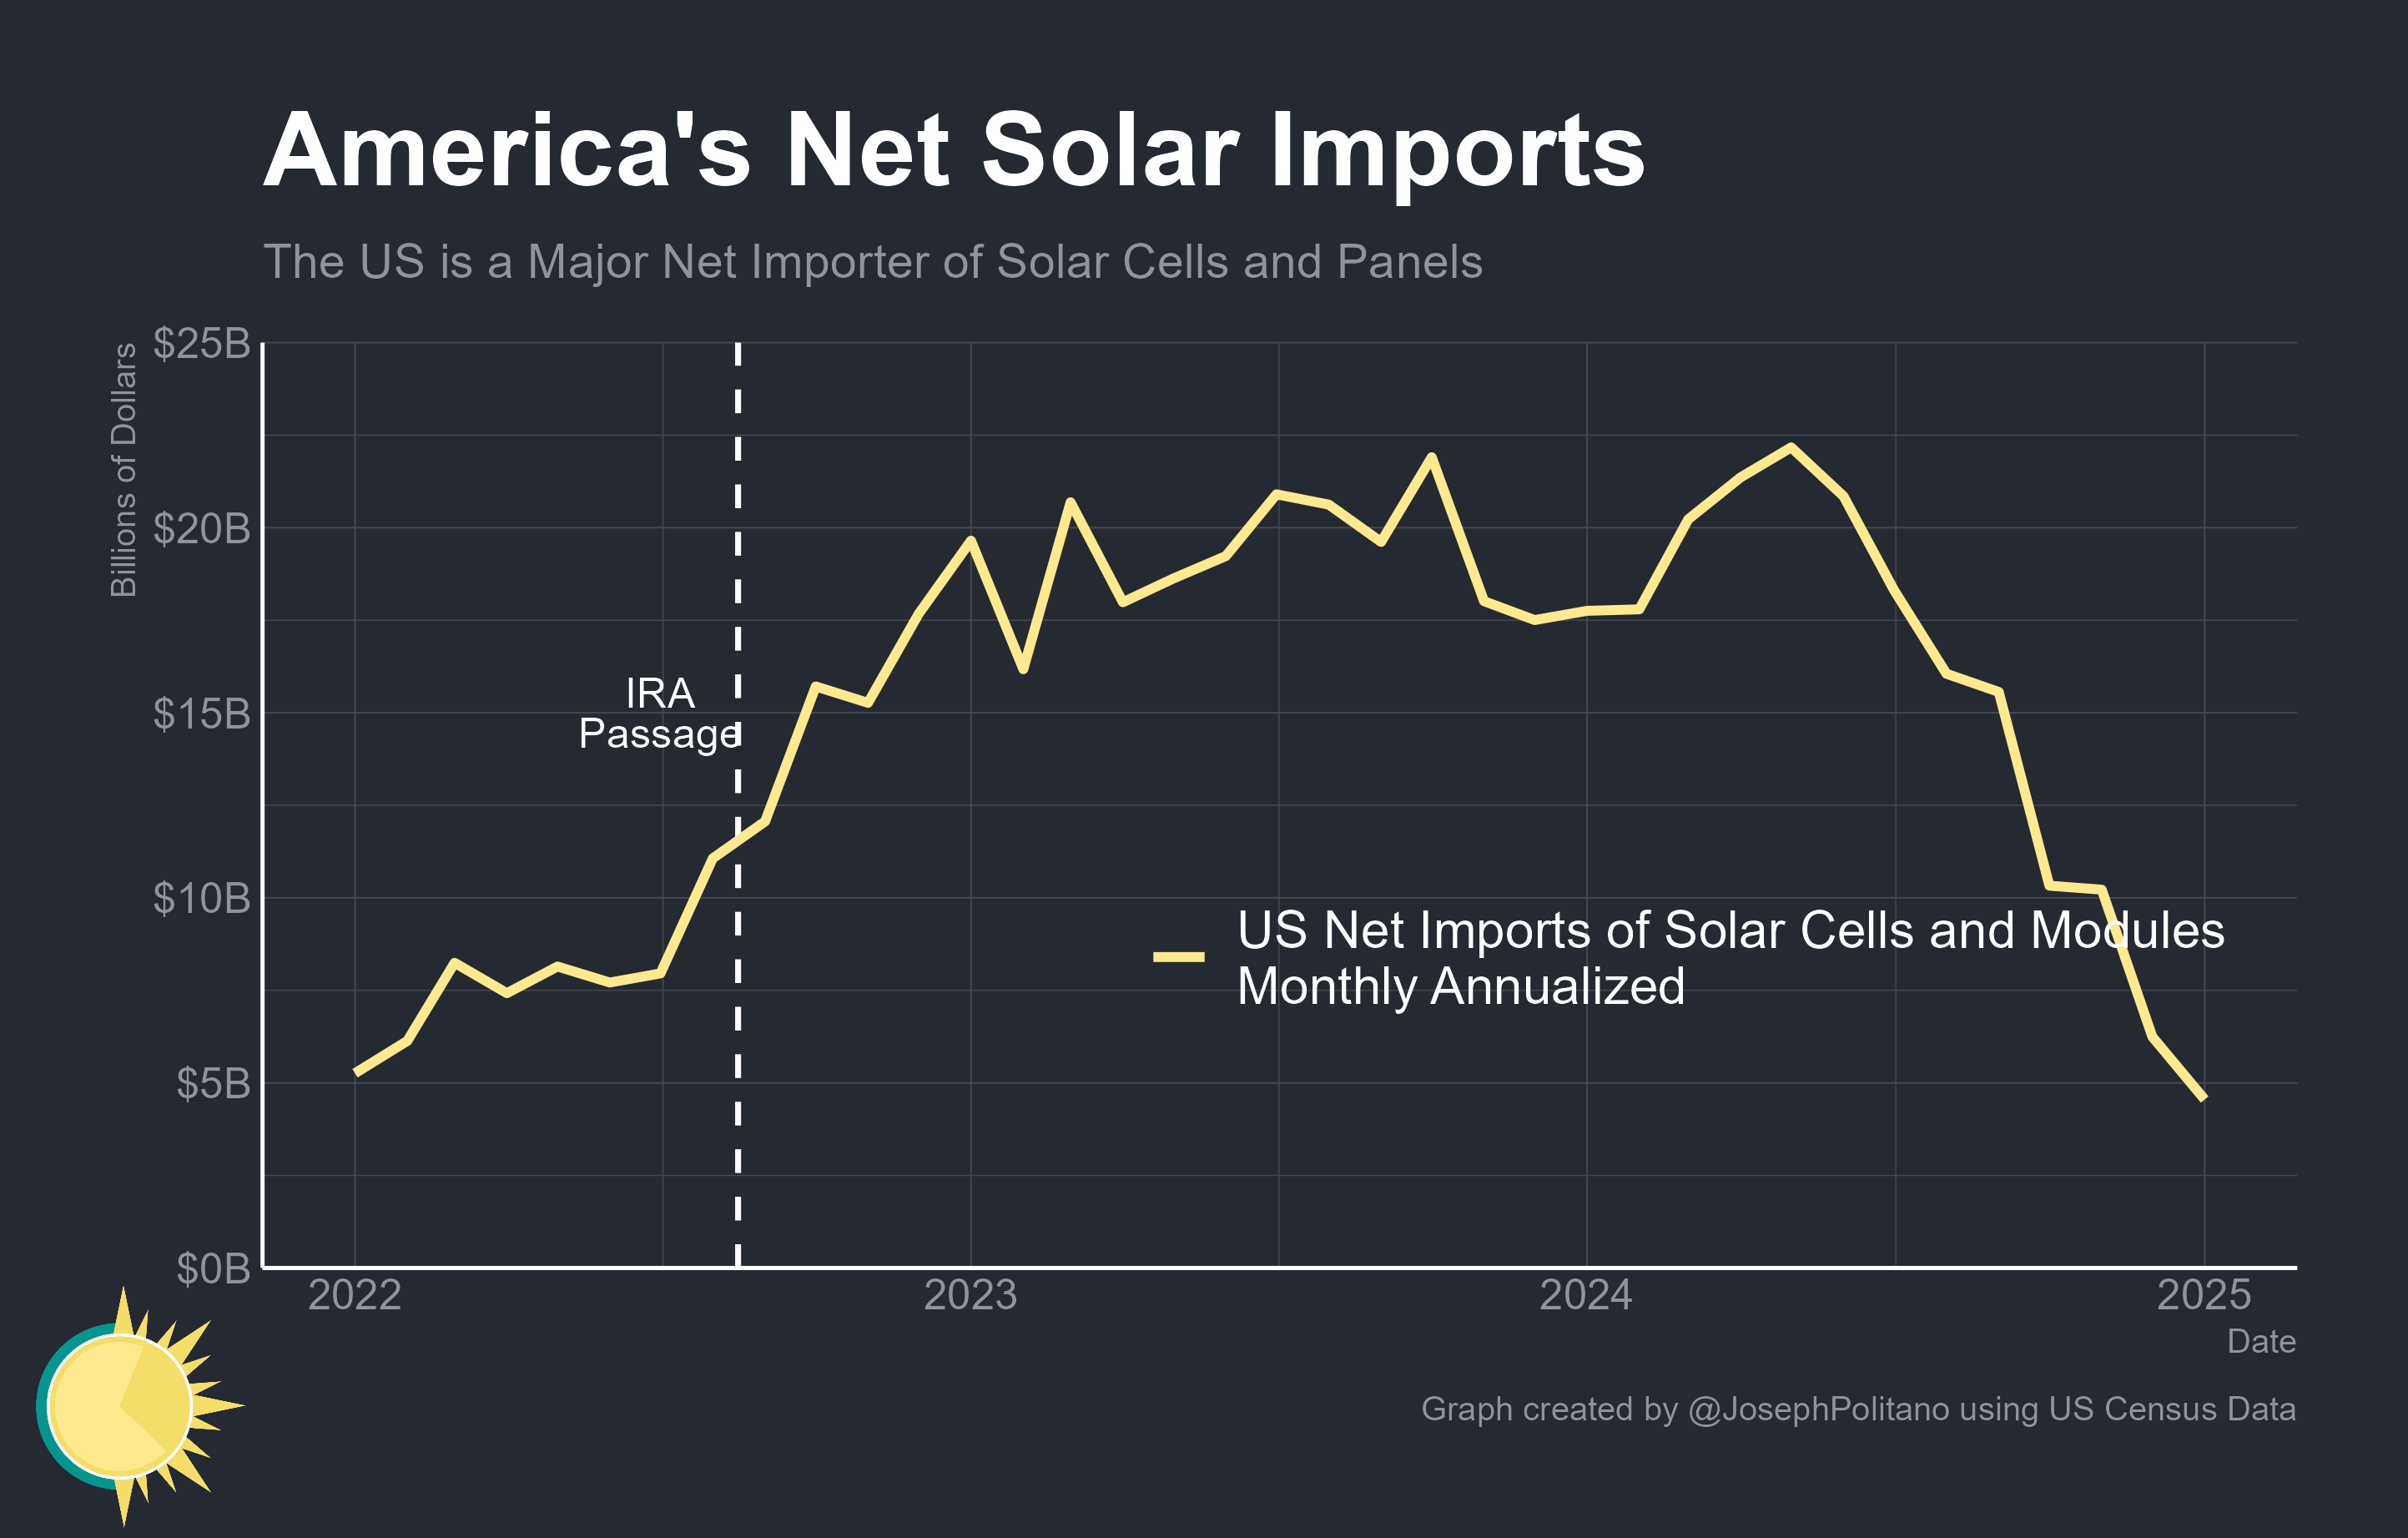 America's Net Solar Imports
The US is a Major Net Importer of Solar Cells and Panels
Billions of Dollars
$25B
$20B
$15B
$10B
$5B
$0B
IRA
Passage
US Net Imports of Solar Cells and Modules
Monthly Annualized
2022
2023
2024
2025
Date
Graph created by @JosephPolitano using US Census Data